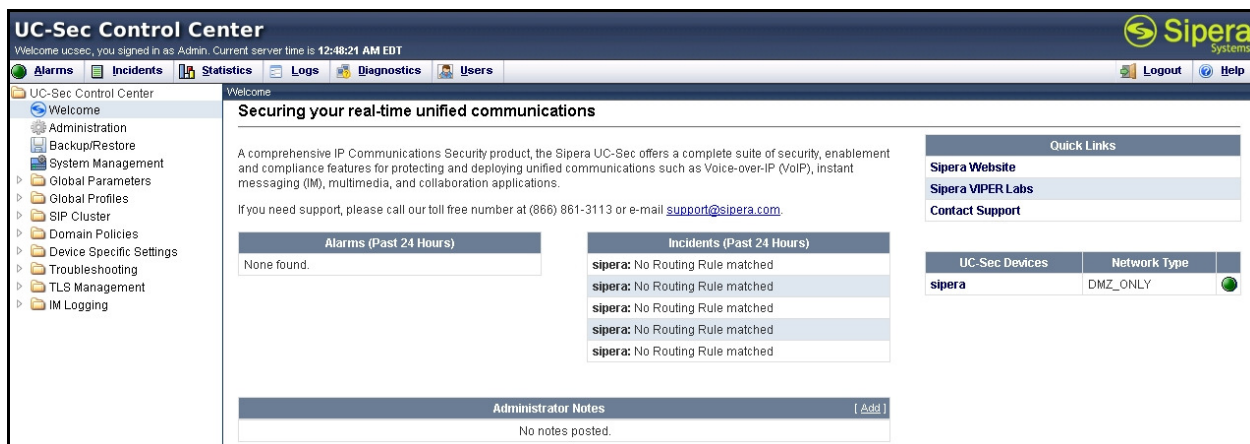 UC-Sec Control Center
Welcome ucsec, you signed in as Admin. Current server time is 12:48:21 AM EDT
Sipera
Systems
Alarms Incidents Statistics Logs Diagnostics Users Logout Help
UC-Sec Control Center
Welcome
Administration
Backup/Restore
System Management
Global Parameters
Global Profiles
SIP Cluster
Domain Policies
Device Specific Settings
Troubleshooting
TLS Management
IM Logging
Welcome
Securing your real-time unified communications
A comprehensive IP Communications Security product, the Sipera UC-Sec offers a complete suite of security, enablement
and compliance features for protecting and deploying unified communications such as Voice-over-IP (VoIP), instant
messaging (IM), multimedia, and collaboration applications.
If you need support, please call our toll free number at (866) 861-3113 or e-mail support@sipera.com.
Alarms (Past 24 Hours)
None found.
Incidents (Past 24 Hours)
sipera: No Routing Rule matched
sipera: No Routing Rule matched
sipera: No Routing Rule matched
sipera: No Routing Rule matched
sipera: No Routing Rule matched
Administrator Notes [ Add ]
No notes posted.
Quick Links
Sipera Website
Sipera VIPER Labs
Contact Support
UC-Sec Devices Network Type
sipera DMZ_ONLY